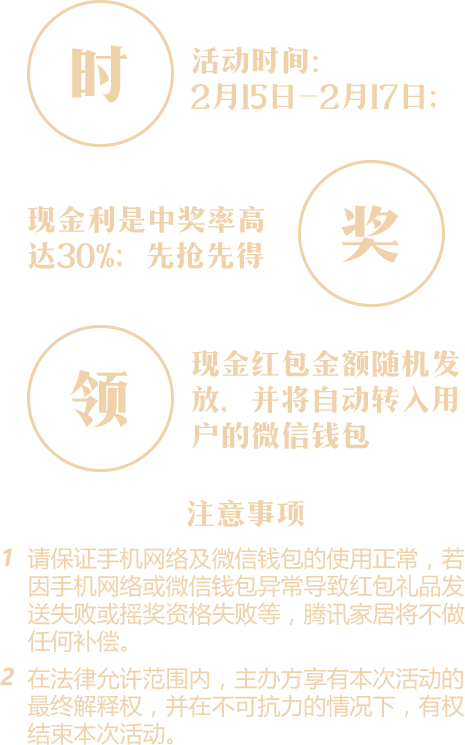 时
活动时间：
2月15日-2月17日；
现金利是中奖率高
达30%：先抢先得
奖
领
现金红包金额随机发
放，并将自动转入用
户的微信钱包
注意事项
1 请保证手机网络及微信钱包的使用正常，若
因手机网络或微信钱包异常导致红包礼品发
送失败或摇奖资格失败等，腾讯家居将不做
任何补偿。
2 在法律允许范围内，主办方享有本次活动的
最终解释权，并在不可抗力的情况下，有权
结束本次活动。